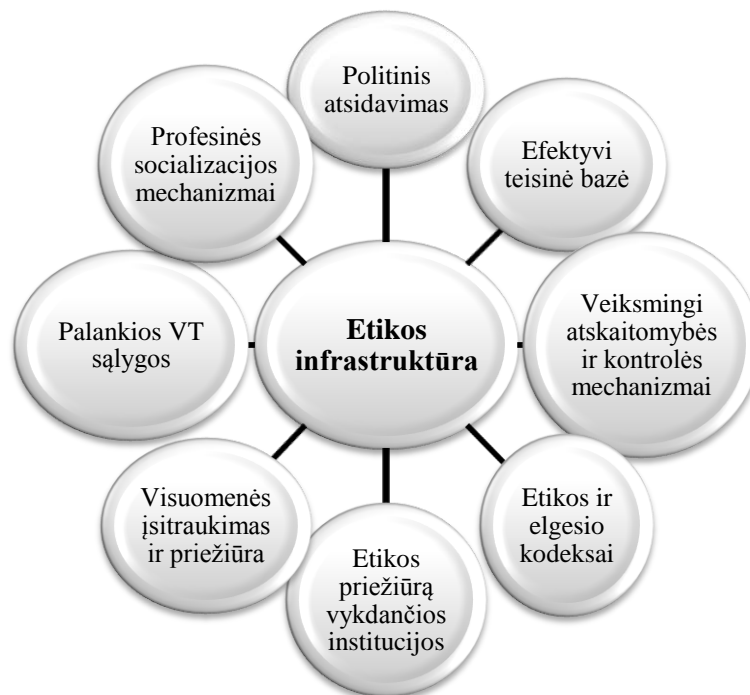 Politinis
atsidavimas
Efektyvi
teisinė bazė
Veiksmingi
atskaitomybės
ir kontrolės
mechanizmai
Etikos ir
elgesio
kodeksai
Etikos
priežiūrą
vykdančios
institucijos
Visuomenės
įsitraukimas
ir priežiūra
Palankios VT
sąlygos
Profesinės
socializacijos
mechanizmai
Etikos
infrastruktūra